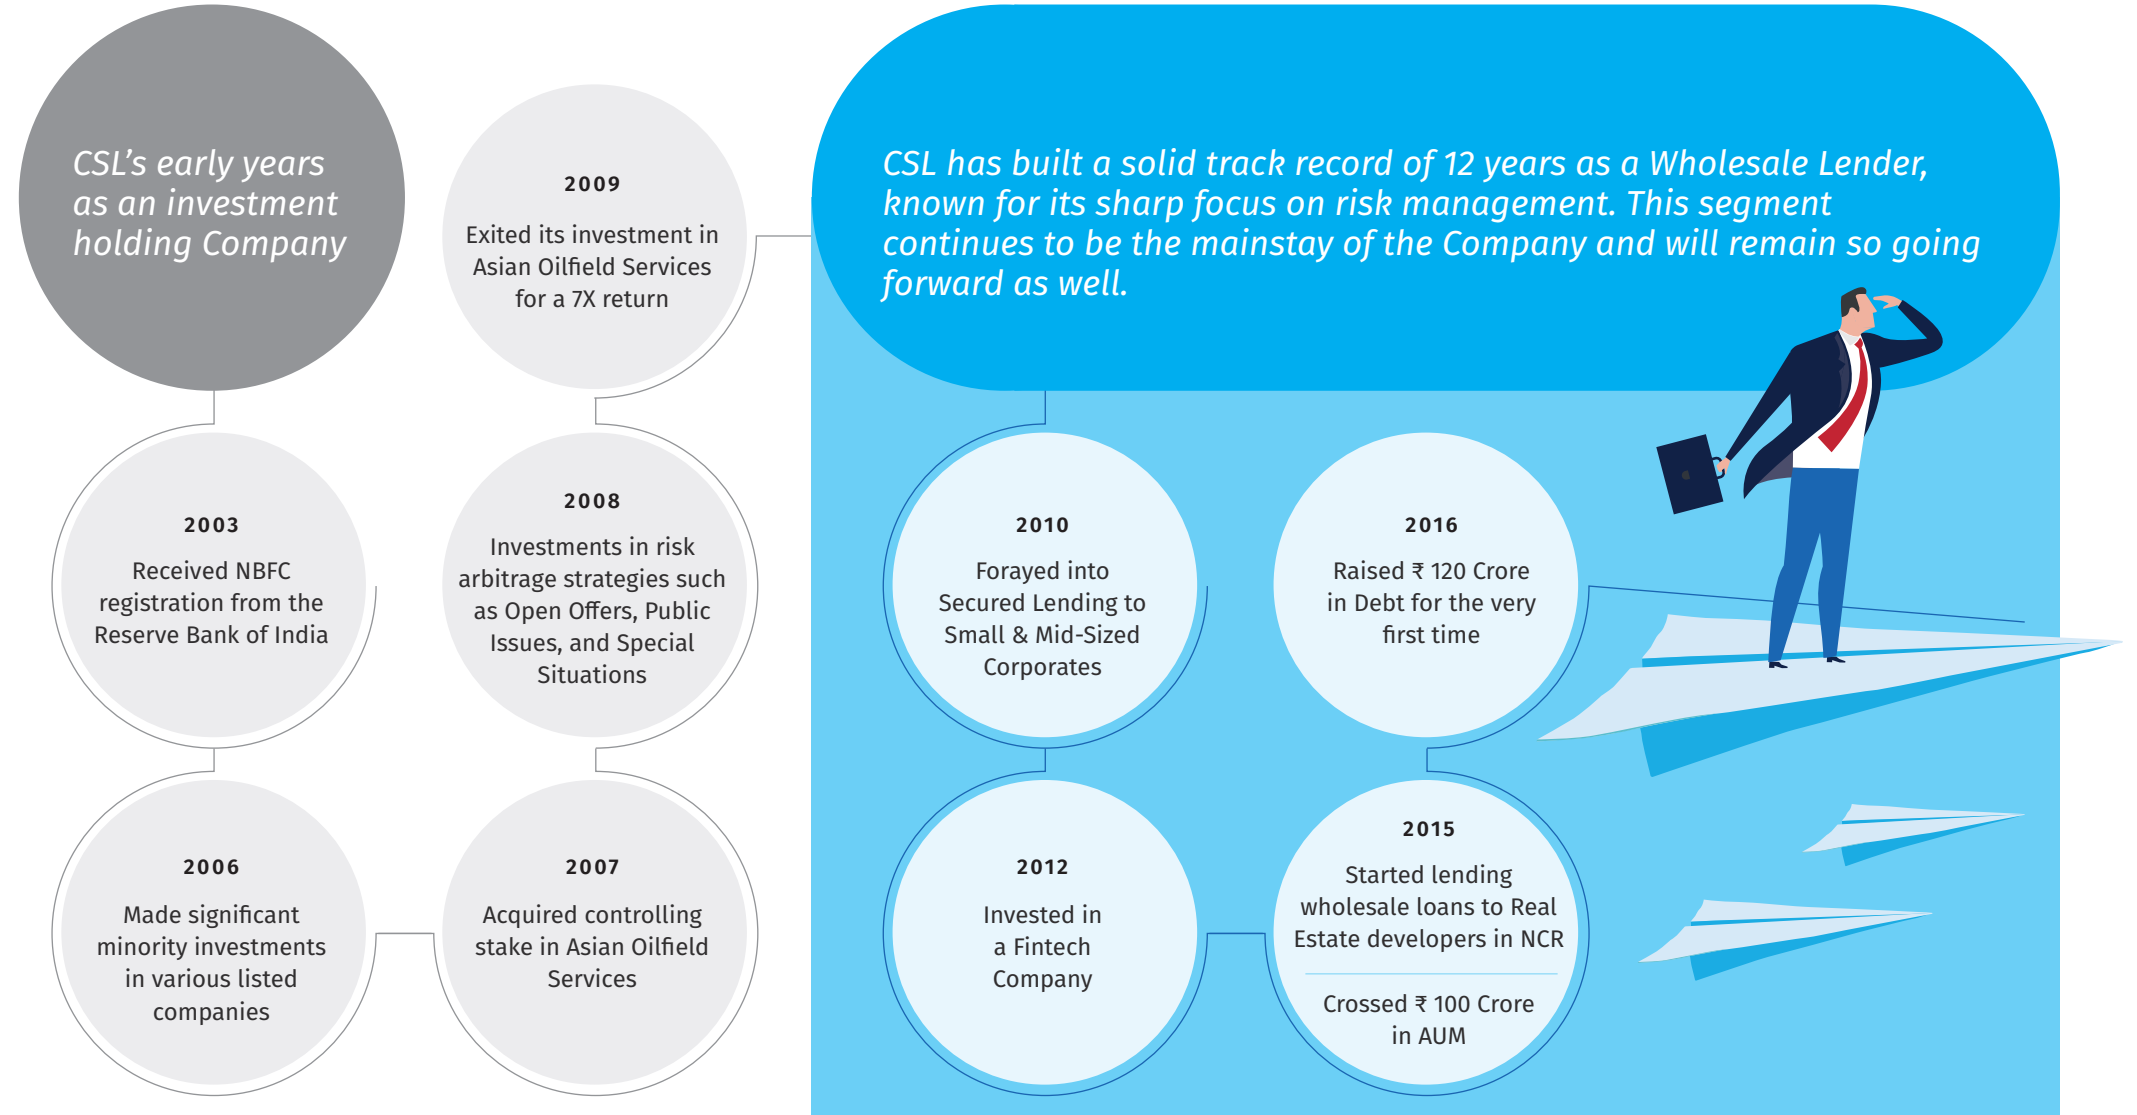 CSL's early years
as an investment
holding Company
2003
Received NBFC
registration from the
Reserve Bank of India
2006
Made significant
minority investments
in various listed
companies
2007
Acquired controlling
stake in Asian Oilfield
Services
2008
Investments in risk
arbitrage strategies such
as Open Offers, Public
Issues, and Special
Situations
2009
Exited its investment in
Asian Oilfield Services
for a 7X return
CSL has built a solid track record of 12 years as a Wholesale Lender,
known for its sharp focus on risk management. This segment
continues to be the mainstay of the Company and will remain so going
forward as well.
2010
Forayed into
Secured Lending to
Small & Mid-Sized
Corporates
2012
Invested in
a Fintech
Company
2015
Started lending
wholesale loans to Real
Estate developers in NCR
Crossed ₹ 100 Crore
in AUM
2016
Raised ₹ 120 Crore
in Debt for the very
first time